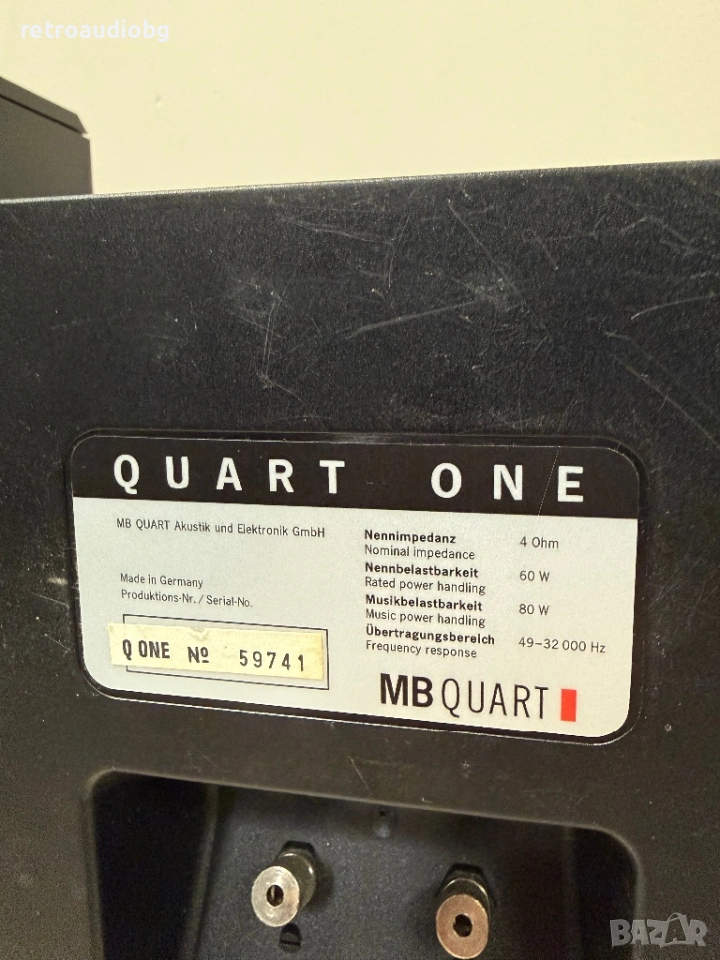 retroaudiobg
QUART ONE
MB QUART Akustik und Elektronik GmbH
Made in Germany
Produktions-Nr. / Serial-No.
Q ONE Nº 59741
Nennimpedanz 4 Ohm
Nominal impedance
Nennbelastbarkeit 60 W
Rated power handling
Musikbelastbarkeit 80 W
Music power handling
Übertragungsbereich 49–32 000 Hz
Frequency response
MB QUART
BAZAR